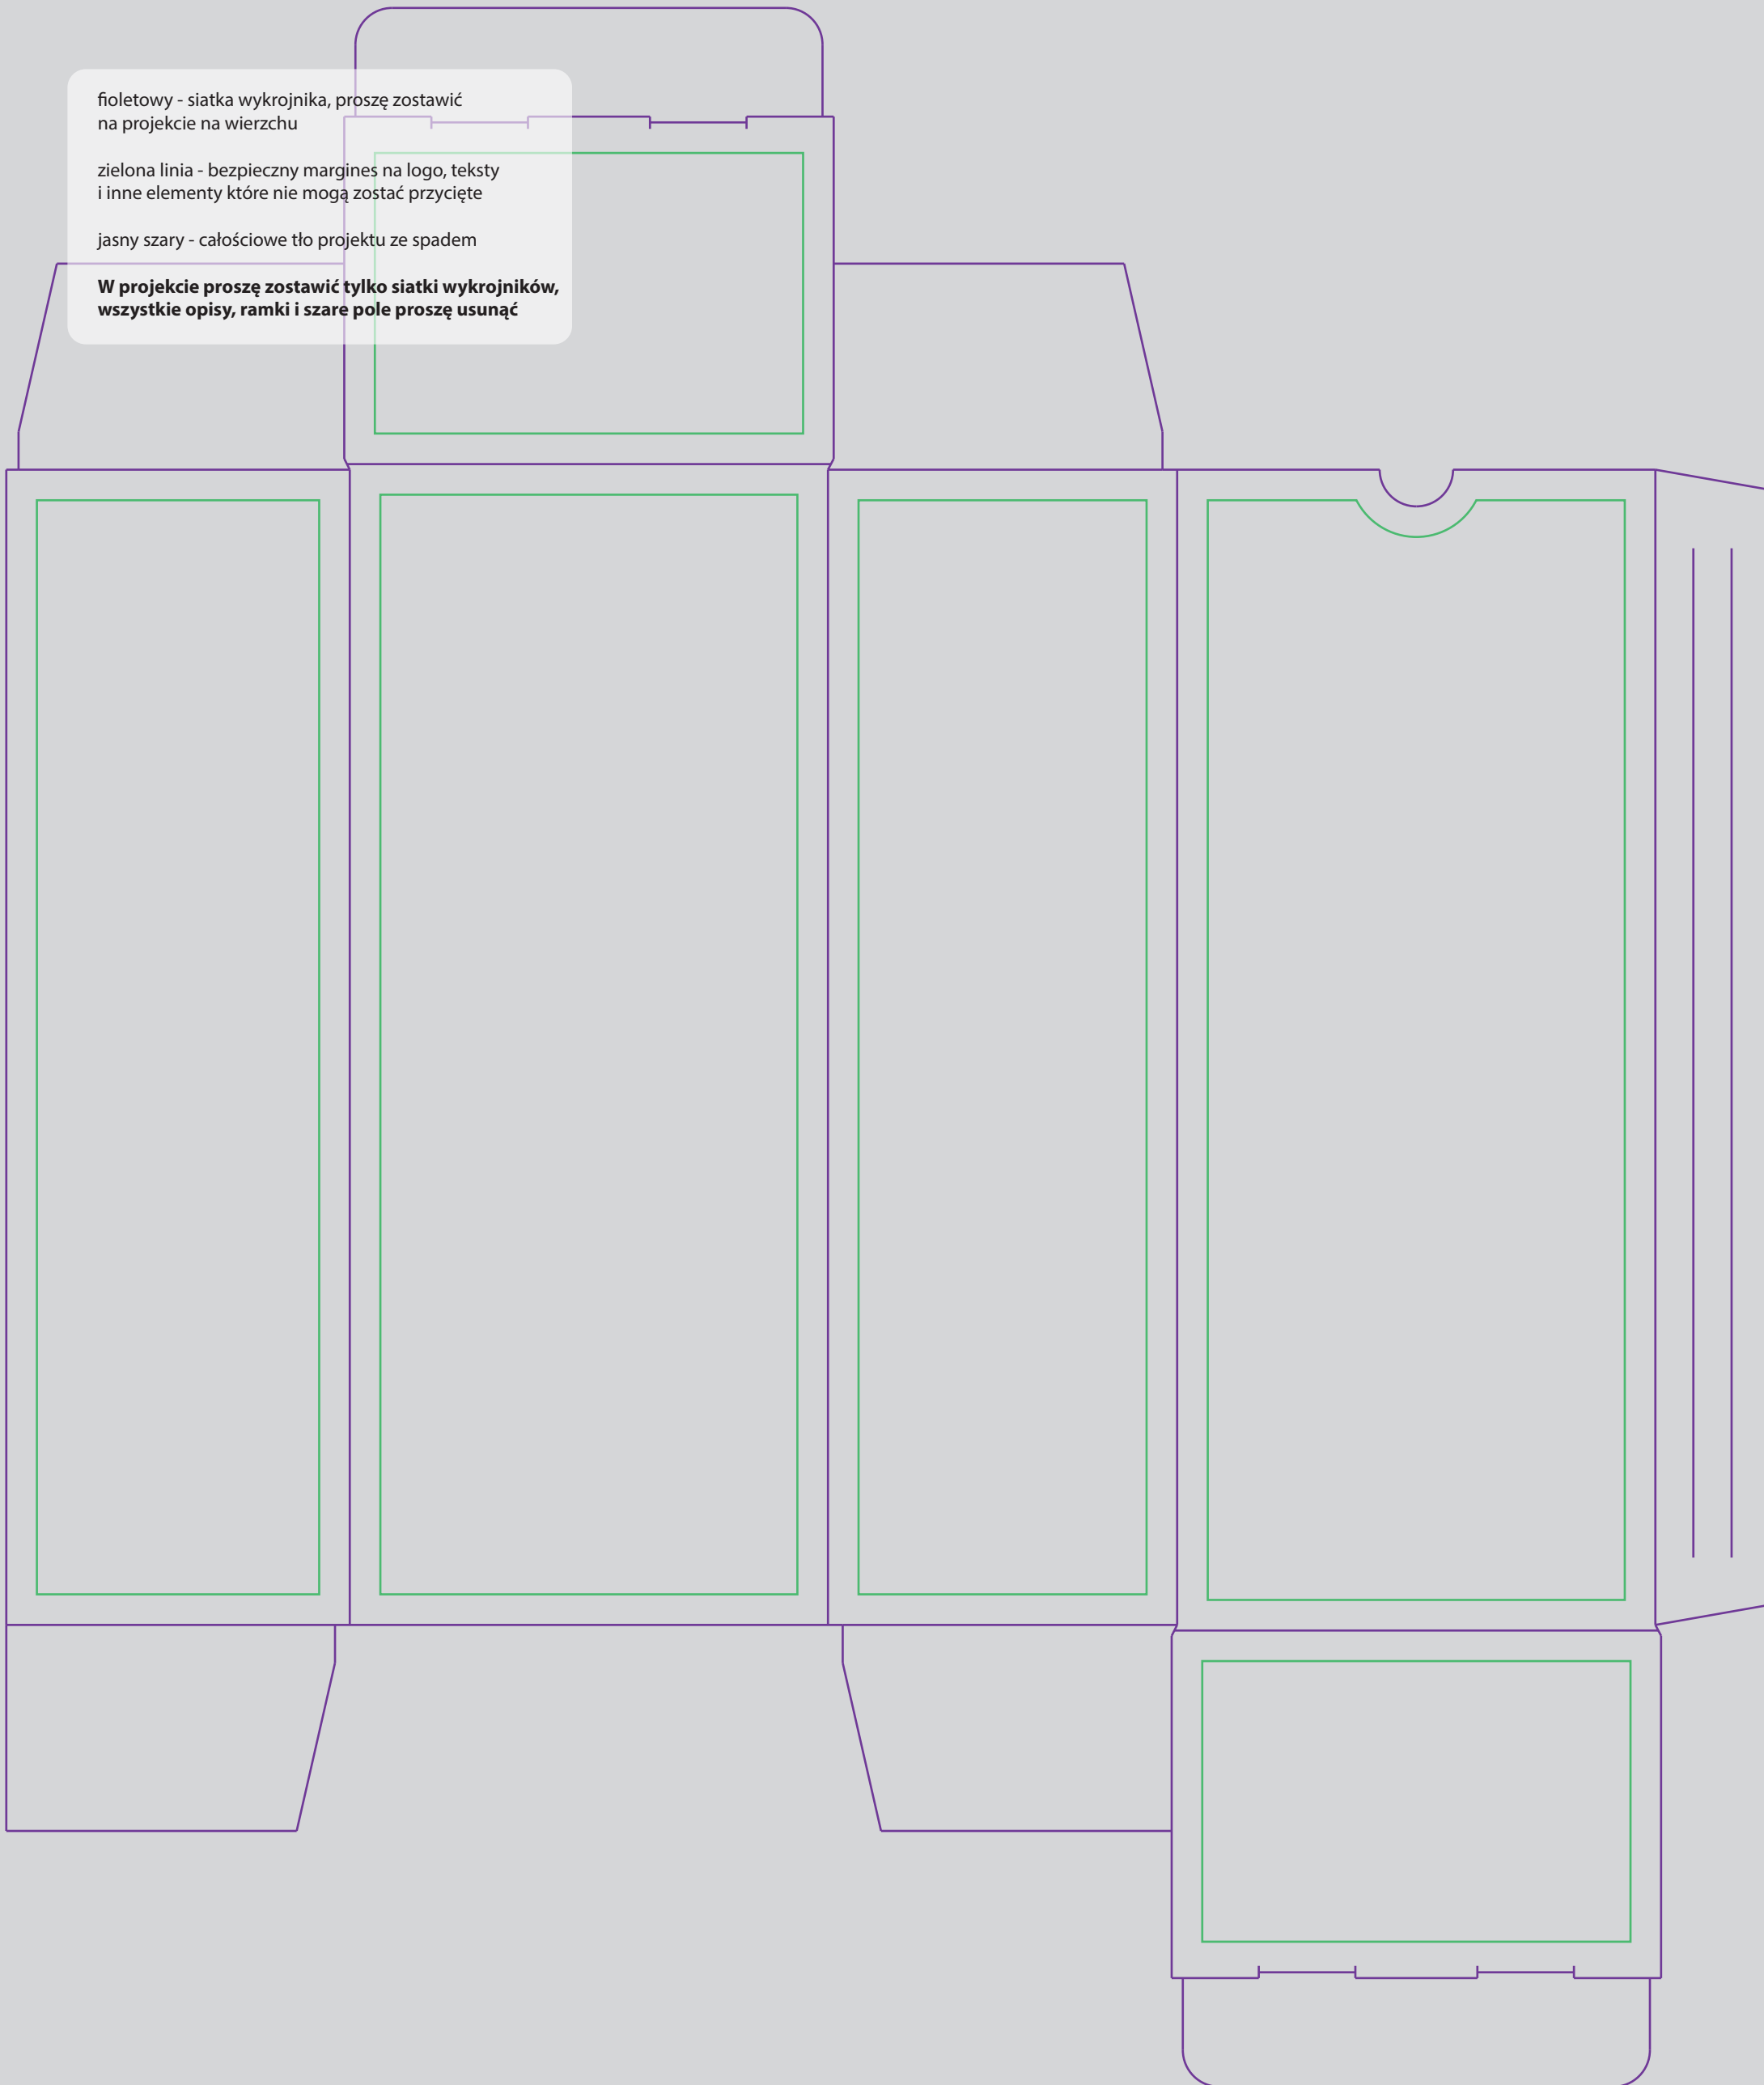 fioletowy - siatka wykrojnika, proszę zostawić
na projekcie na wierzchu
zielona linia - bezpieczny margines na logo, teksty
i inne elementy które nie mogą zostać przycięte
jasny szary - całościowe tło projektu ze spadem
W projekcie proszę zostawić tylko siatki wykrojników,
wszystkie opisy, ramki i szare pole proszę usunąć